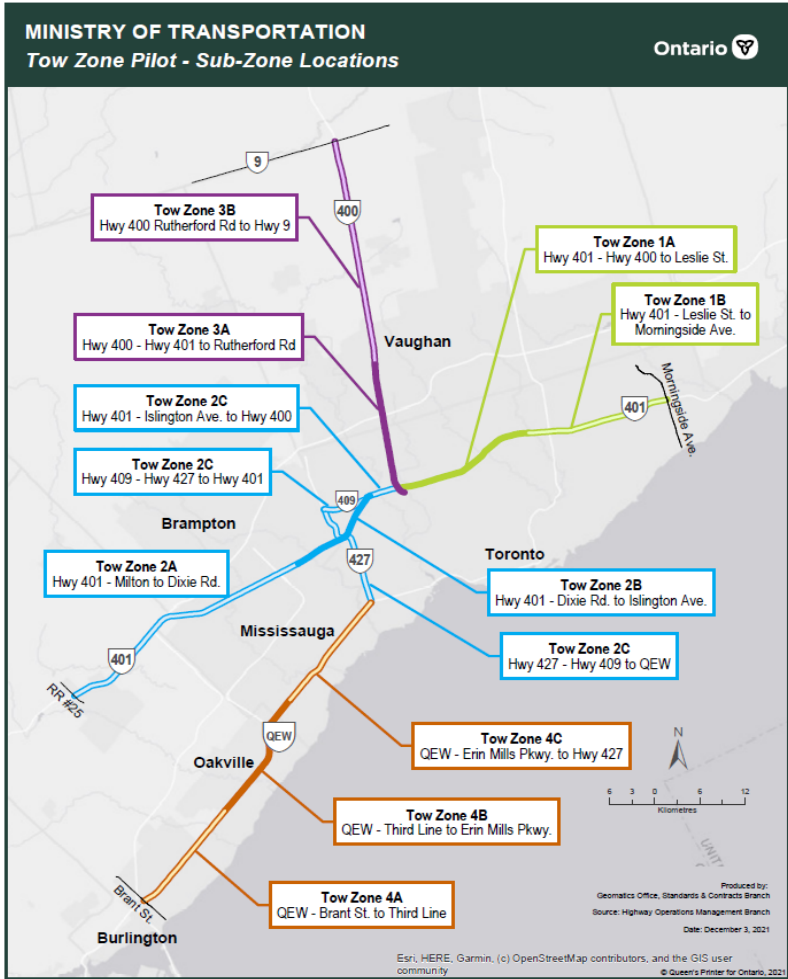 MINISTRY OF TRANSPORTATION
Tow Zone Pilot - Sub-Zone Locations
Ontario
9
400
Tow Zone 3B
Hwy 400 Rutherford Rd to Hwy 9
Tow Zone 1A
Hwy 401 - Hwy 400 to Leslie St.
Tow Zone 1B
Hwy 401 - Leslie St. to
Morningside Ave.
Tow Zone 3A
Hwy 400 - Hwy 401 to Rutherford Rd
Vaughan
Morningside Ave.
401
Tow Zone 2C
Hwy 401 - Islington Ave. to Hwy 400
Tow Zone 2C
Hwy 409 - Hwy 427 to Hwy 401
409
Brampton
427
Toronto
Tow Zone 2A
Hwy 401 - Milton to Dixie Rd.
Tow Zone 2B
Hwy 401 - Dixie Rd. to Islington Ave.
Mississauga
Tow Zone 2C
Hwy 427 - Hwy 409 to QEW
401
RR #25
QEW
Tow Zone 4C
QEW - Erin Mills Pkwy. to Hwy 427
N
Oakville
6 3 0 6 12
Kilometres
Tow Zone 4B
QEW - Third Line to Erin Mills Pkwy.
Tow Zone 4A
QEW - Brant St. to Third Line
Brant St.
Burlington
Produced by:
Geomatics Office, Standards & Contracts Branch
Source: Highway Operations Management Branch
Date: December 3, 2021
Esri, HERE, Garmin, (c) OpenStreetMap contributors, and the GIS user
community
© Queen's Printer for Ontario, 2021